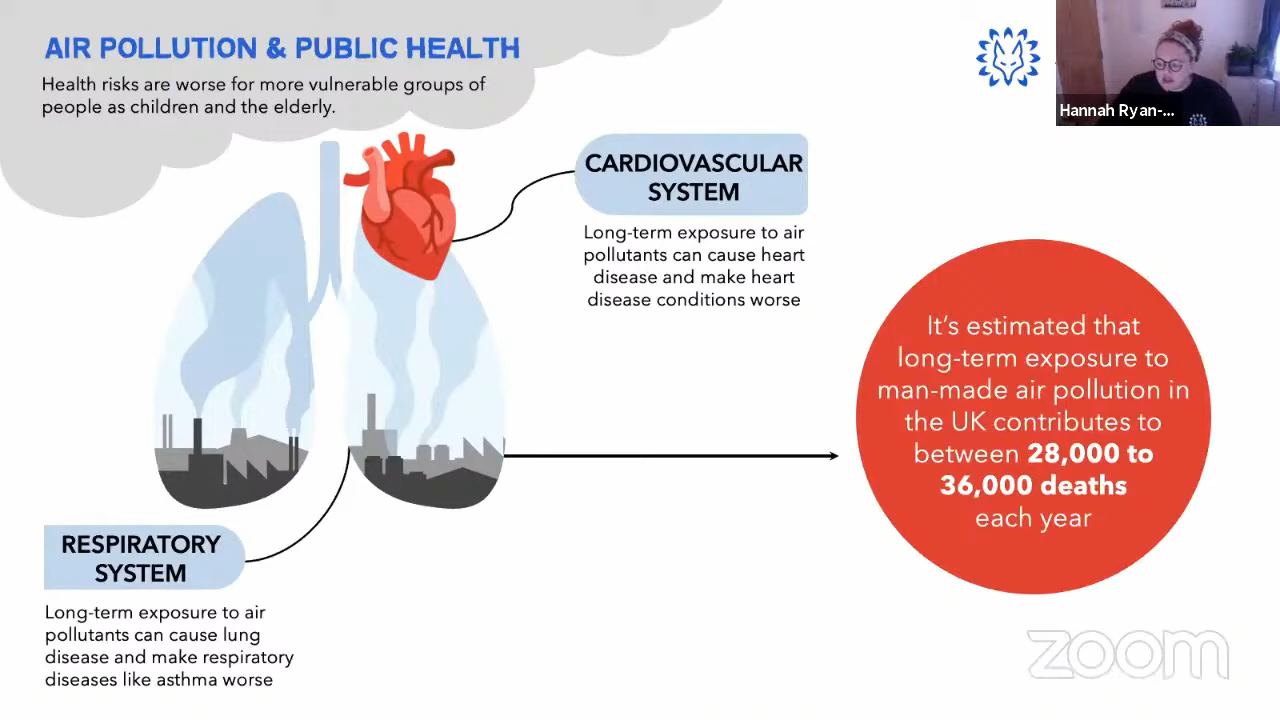 AIR POLLUTION & PUBLIC HEALTH
Health risks are worse for more vulnerable groups of
people as children and the elderly.
Hannah Ryan-...
CARDIOVASCULAR
SYSTEM
Long-term exposure to air
pollutants can cause heart
disease and make heart
disease conditions worse
It's estimated that
long-term exposure to
man-made air pollution in
the UK contributes to
between 28,000 to
36,000 deaths
each year
RESPIRATORY
SYSTEM
Long-term exposure to air
pollutants can cause lung
disease and make respiratory
diseases like asthma worse
zoom